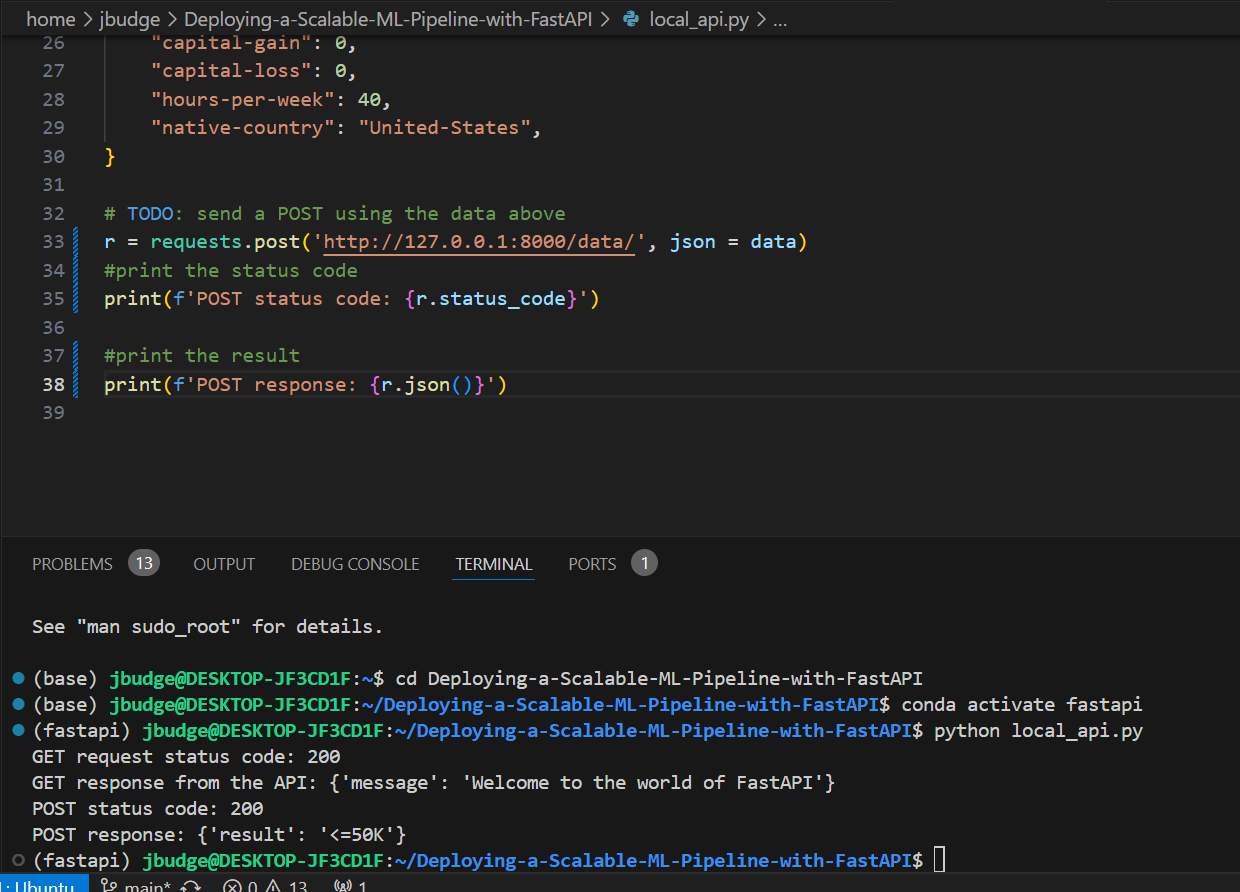 home > jbudge > Deploying-a-Scalable-ML-Pipeline-with-FastAPI > local_api.py > ...
26 "capital-gain": 0,
27 "capital-loss": 0,
28 "hours-per-week": 40,
29 "native-country": "United-States",
30 }
31
32 # TODO: send a POST using the data above
33 r = requests.post('http://127.0.0.1:8000/data/', json = data)
34 #print the status code
35 print(f'POST status code: {r.status_code}')
36
37 #print the result
38 print(f'POST response: {r.json()}')
39
PROBLEMS 13 OUTPUT DEBUG CONSOLE TERMINAL PORTS 1
See "man sudo_root" for details.
(base) jbudge@DESKTOP-JF3CD1F:~$ cd Deploying-a-Scalable-ML-Pipeline-with-FastAPI
(base) jbudge@DESKTOP-JF3CD1F:~/Deploying-a-Scalable-ML-Pipeline-with-FastAPI$ conda activate fastapi
(fastapi) jbudge@DESKTOP-JF3CD1F:~/Deploying-a-Scalable-ML-Pipeline-with-FastAPI$ python local_api.py
GET request status code: 200
GET response from the API: {'message': 'Welcome to the world of FastAPI'}
POST status code: 200
POST response: {'result': '<=50K'}
(fastapi) jbudge@DESKTOP-JF3CD1F:~/Deploying-a-Scalable-ML-Pipeline-with-FastAPI$
: Ubuntu main* 0 13 1